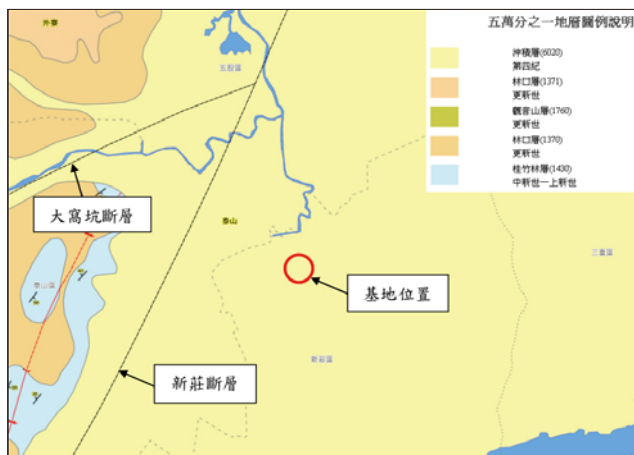 五萬分之一地層圖例說明
沖積層(6020)
第四紀
林口層(1371)
更新世
觀音山層(1760)
更新世
林口層(1370)
更新世
桂竹林層(1430)
中新世─上新世
外寮
五股區
大窩坑斷層
泰山
三重區
泰山區
基地位置
新莊區
新莊斷層